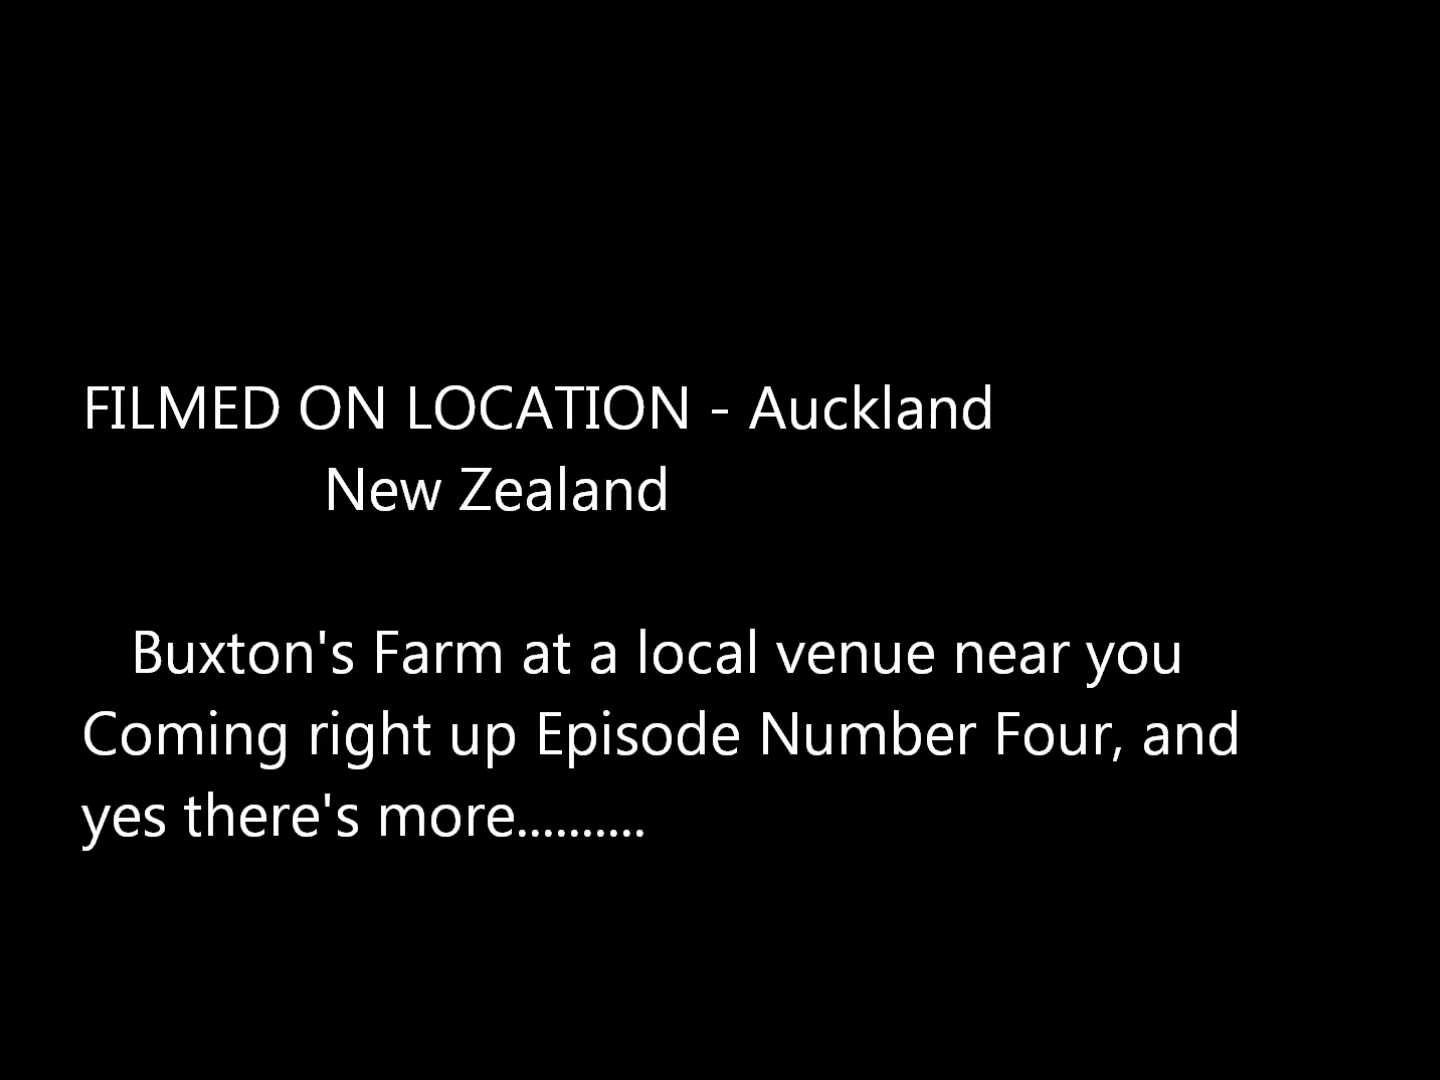 FILMED ON LOCATION - Auckland
New Zealand
Buxton's Farm at a local venue near you
Coming right up Episode Number Four, and
yes there's more..........